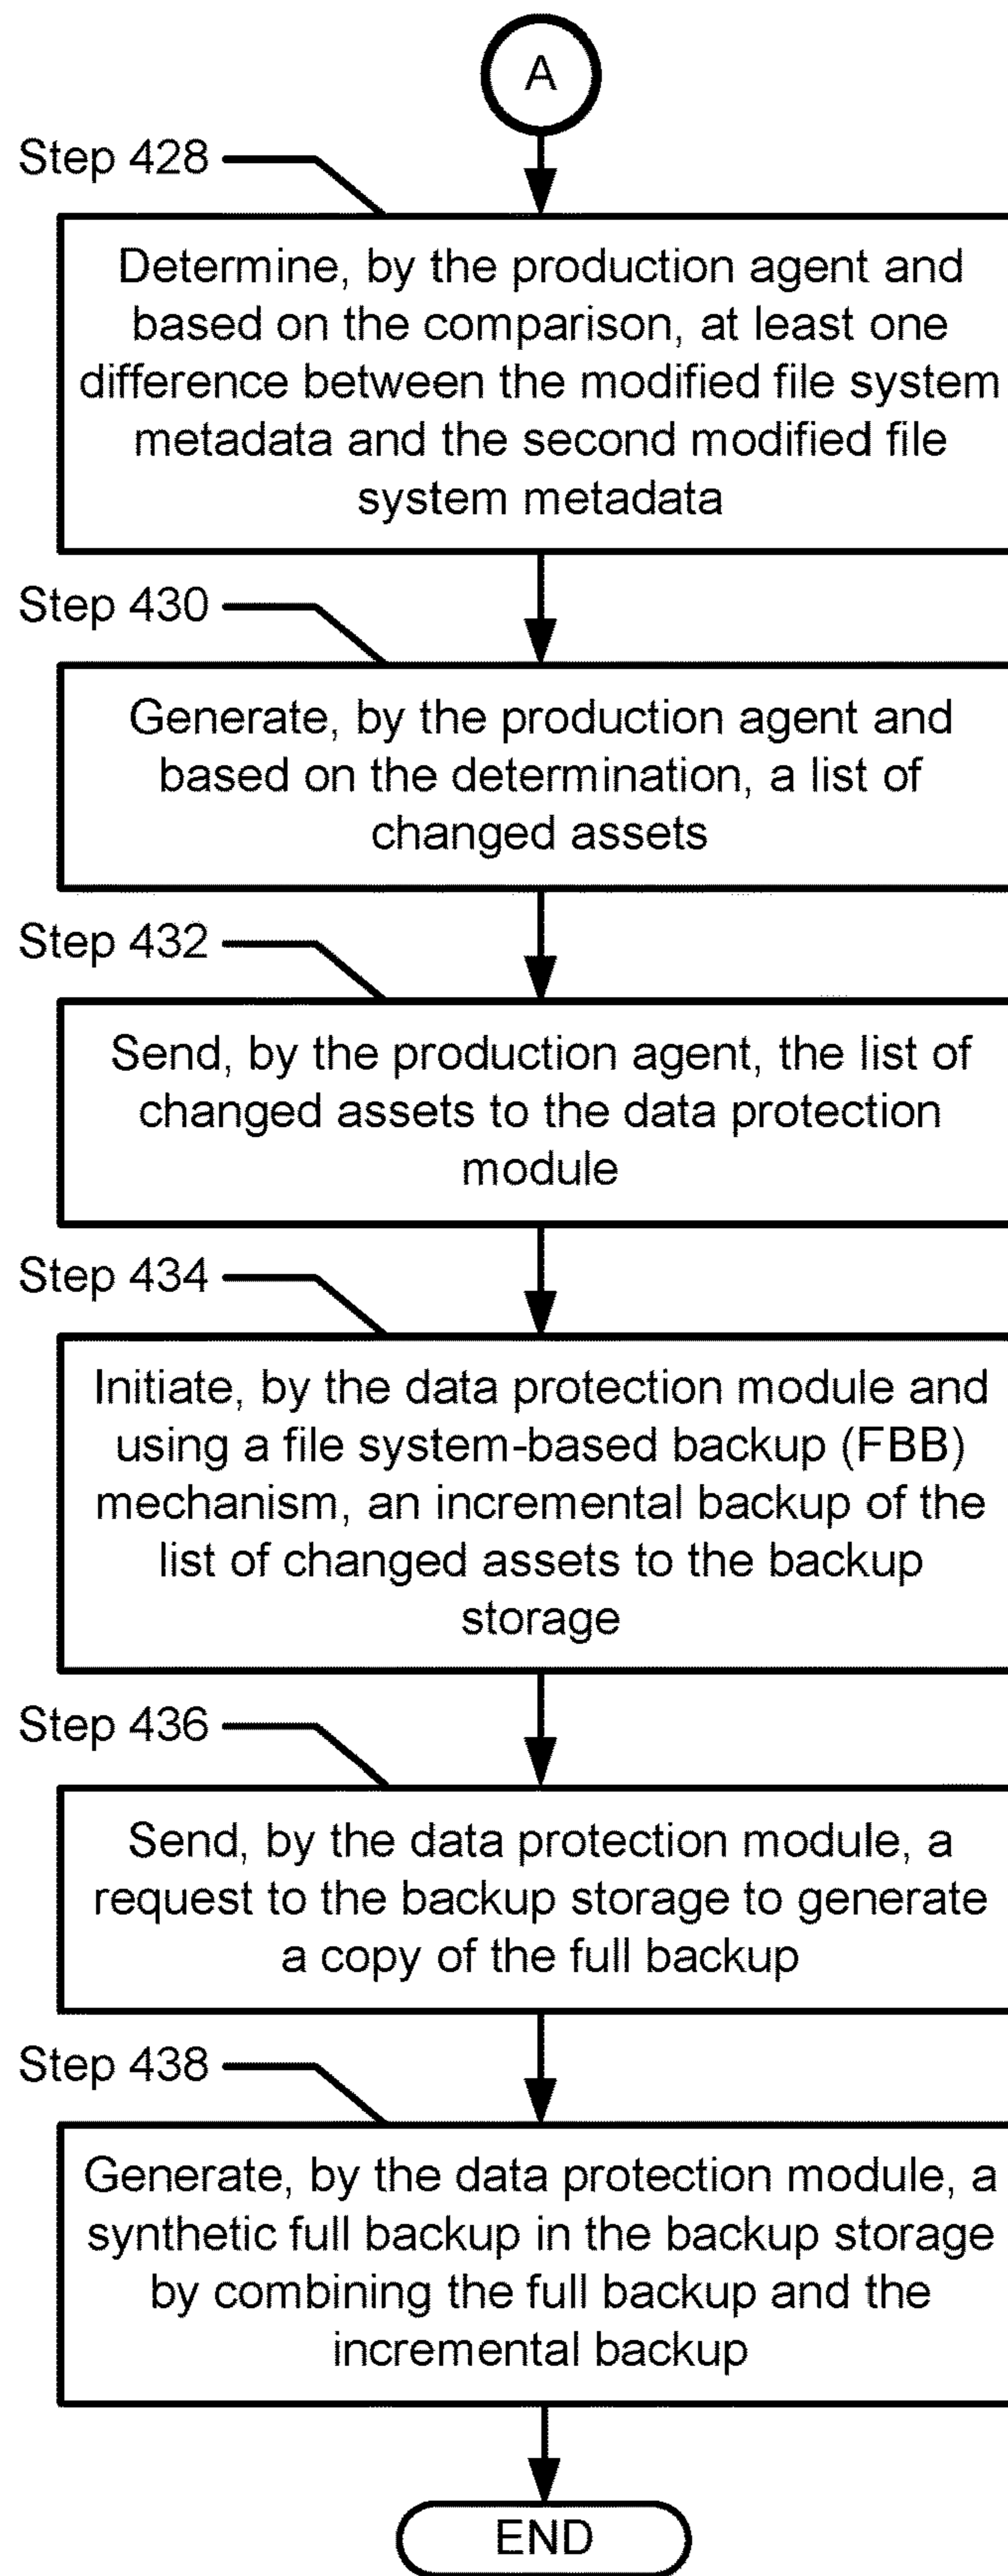 A
Step 428
Determine, by the production agent and
based on the comparison, at least one
difference between the modified file system
metadata and the second modified file
system metadata
Step 430
Generate, by the production agent and
based on the determination, a list of
changed assets
Step 432
Send, by the production agent, the list of
changed assets to the data protection
module
Step 434
Initiate, by the data protection module and
using a file system-based backup (FBB)
mechanism, an incremental backup of the
list of changed assets to the backup
storage
Step 436
Send, by the data protection module, a
request to the backup storage to generate
a copy of the full backup
Step 438
Generate, by the data protection module, a
synthetic full backup in the backup storage
by combining the full backup and the
incremental backup
END